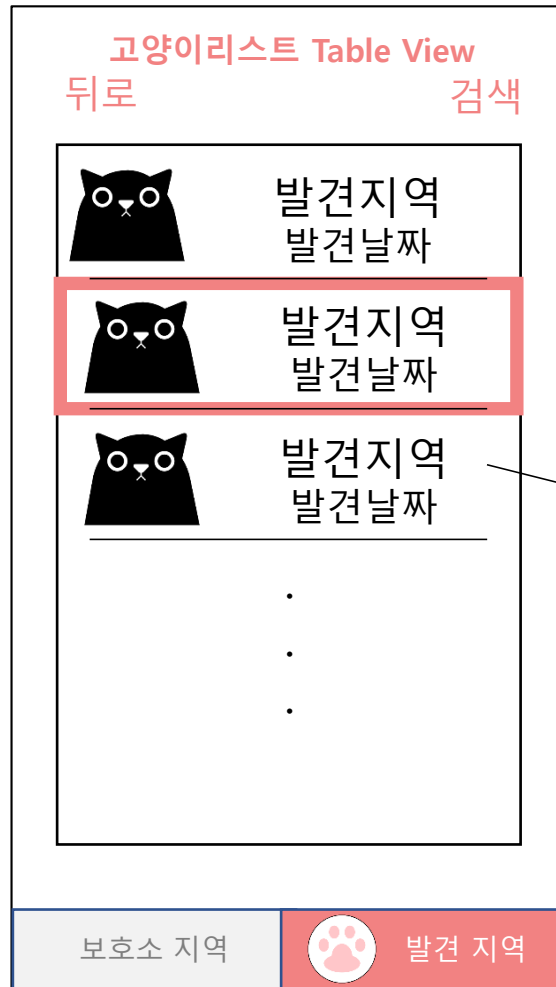 고양이리스트 Table View
뒤로 검색
발견지역
발견날짜
발견지역
발견날짜
발견지역
발견날짜
.
.
.
보호소 지역 발견 지역